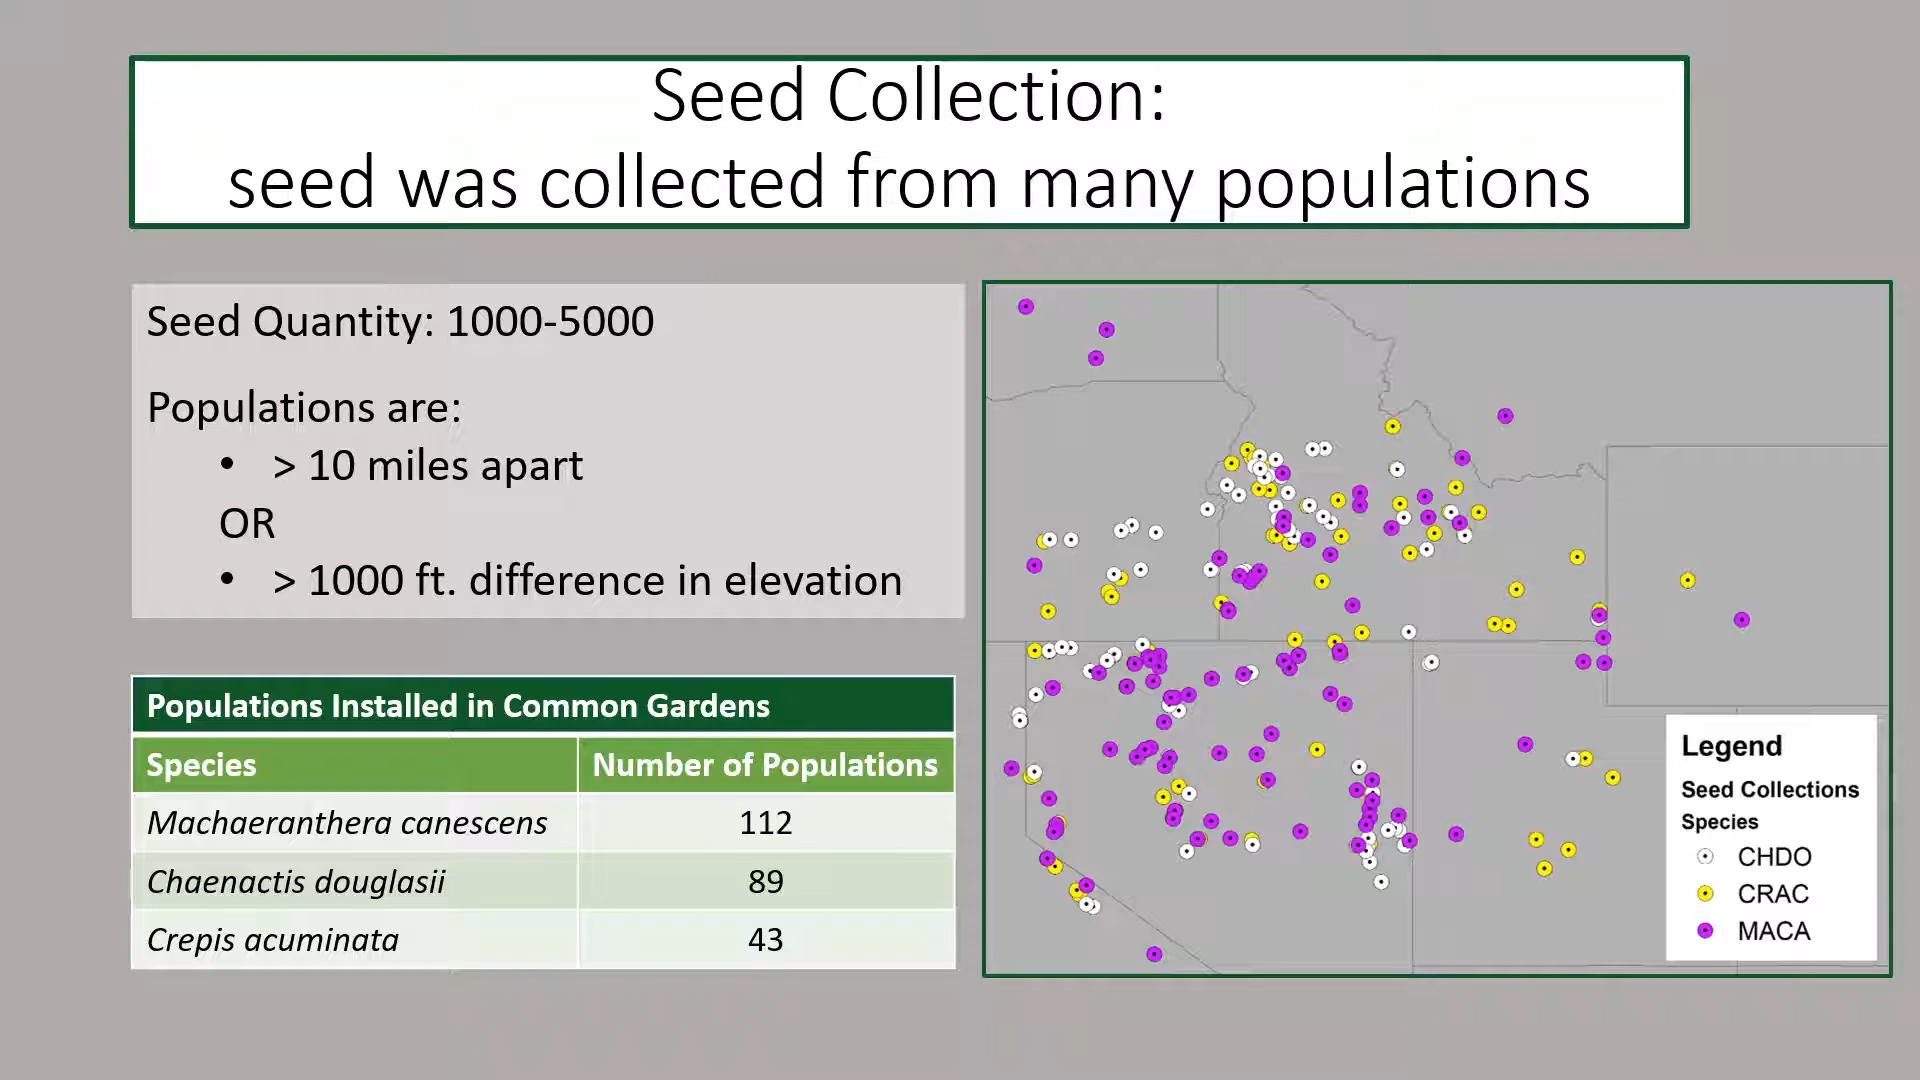 Seed Collection:
seed was collected from many populations
Seed Quantity: 1000-5000
Populations are:
• > 10 miles apart
OR
• > 1000 ft. difference in elevation
Populations Installed in Common Gardens
Species Number of Populations
Machaeranthera canescens 112
Chaenactis douglasii 89
Crepis acuminata 43
Legend
Seed Collections
Species
CHDO
CRAC
MACA